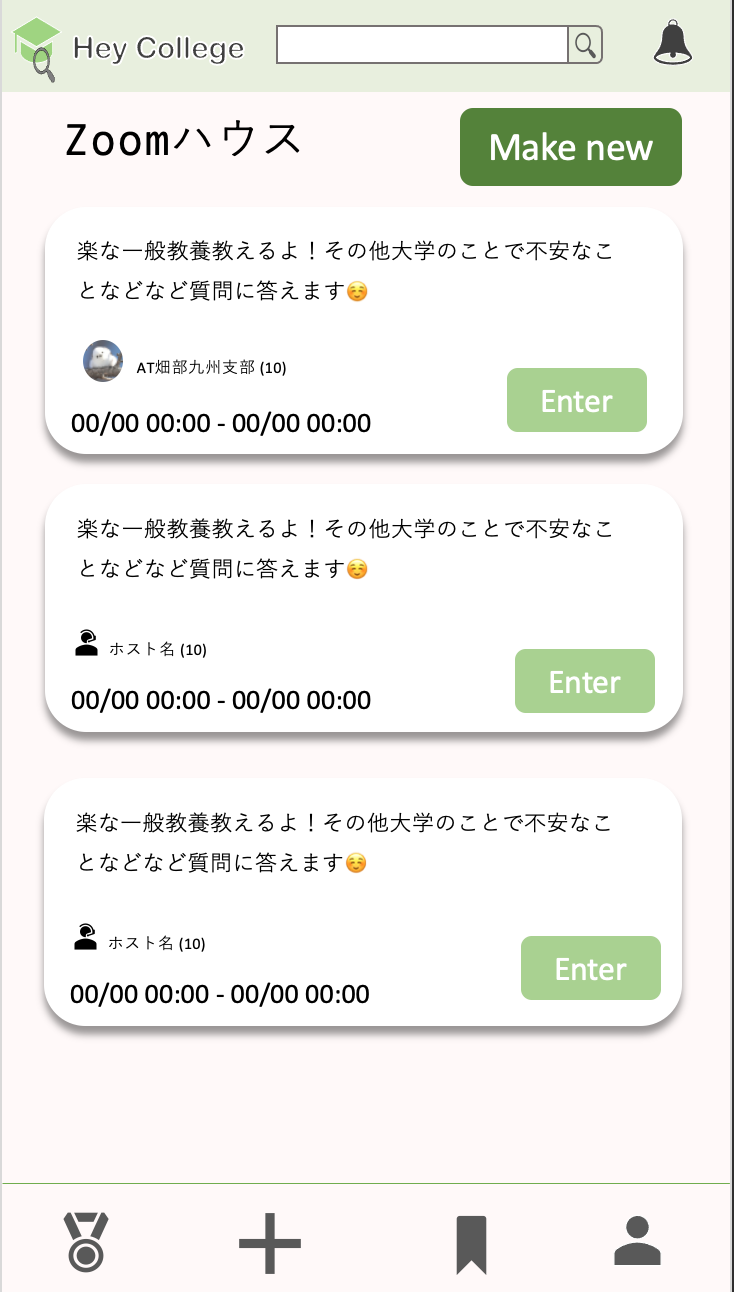 Hey College
Zoomハウス
Make new
楽な一般教養教えるよ！その他大学のことで不安なこ
となどなど質問に答えます☺️
AT畑部九州支部 (10)
Enter
00/00 00:00 - 00/00 00:00
楽な一般教養教えるよ！その他大学のことで不安なこ
となどなど質問に答えます☺️
ホスト名 (10)
Enter
00/00 00:00 - 00/00 00:00
楽な一般教養教えるよ！その他大学のことで不安なこ
となどなど質問に答えます☺️
ホスト名 (10)
Enter
00/00 00:00 - 00/00 00:00